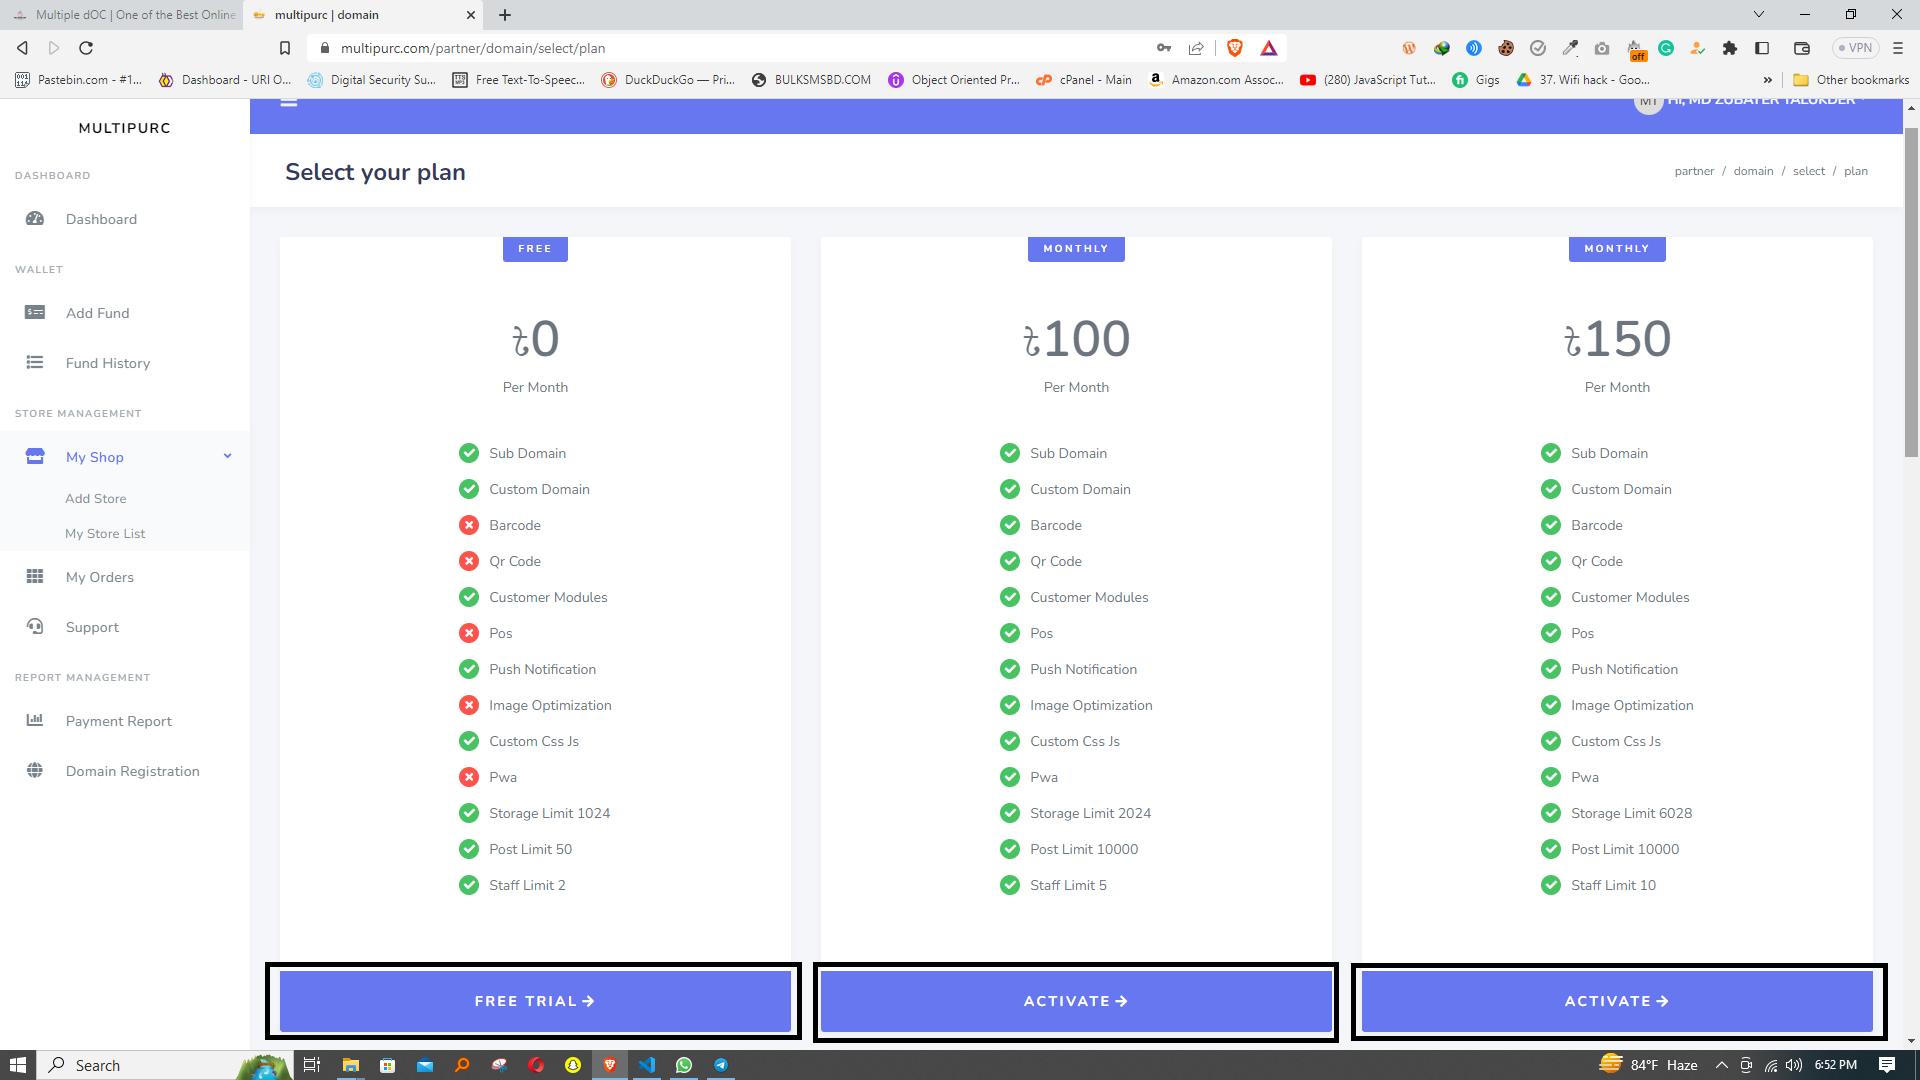 Multiple dOC | One of the Best Online
multipurc | domain
multipurc.com/partner/domain/select/plan
off
VPN
Pastebin.com - #1...
Dashboard - URI O...
Digital Security Su...
Free Text-To-Speec...
DuckDuckGo — Pri...
BULKSMSBD.COM
Object Oriented Pr...
cPanel - Main
Amazon.com Assoc...
(280) JavaScript Tut...
Gigs
37. Wifi hack - Goo...
Other bookmarks
MULTIPURC
MT
Hi, MD ZUBAYER TALUKDER
DASHBOARD
Dashboard
WALLET
Add Fund
Fund History
STORE MANAGEMENT
My Shop
Add Store
My Store List
My Orders
Support
REPORT MANAGEMENT
Payment Report
Domain Registration
Select your plan
partner / domain / select / plan
FREE
৳0
Per Month
Sub Domain
Custom Domain
Barcode
Qr Code
Customer Modules
Pos
Push Notification
Image Optimization
Custom Css Js
Pwa
Storage Limit 1024
Post Limit 50
Staff Limit 2
FREE TRIAL
MONTHLY
৳100
Per Month
Sub Domain
Custom Domain
Barcode
Qr Code
Customer Modules
Pos
Push Notification
Image Optimization
Custom Css Js
Pwa
Storage Limit 2024
Post Limit 10000
Staff Limit 5
ACTIVATE
MONTHLY
৳150
Per Month
Sub Domain
Custom Domain
Barcode
Qr Code
Customer Modules
Pos
Push Notification
Image Optimization
Custom Css Js
Pwa
Storage Limit 6028
Post Limit 10000
Staff Limit 10
ACTIVATE
Search
84°F Haze
6:52 PM